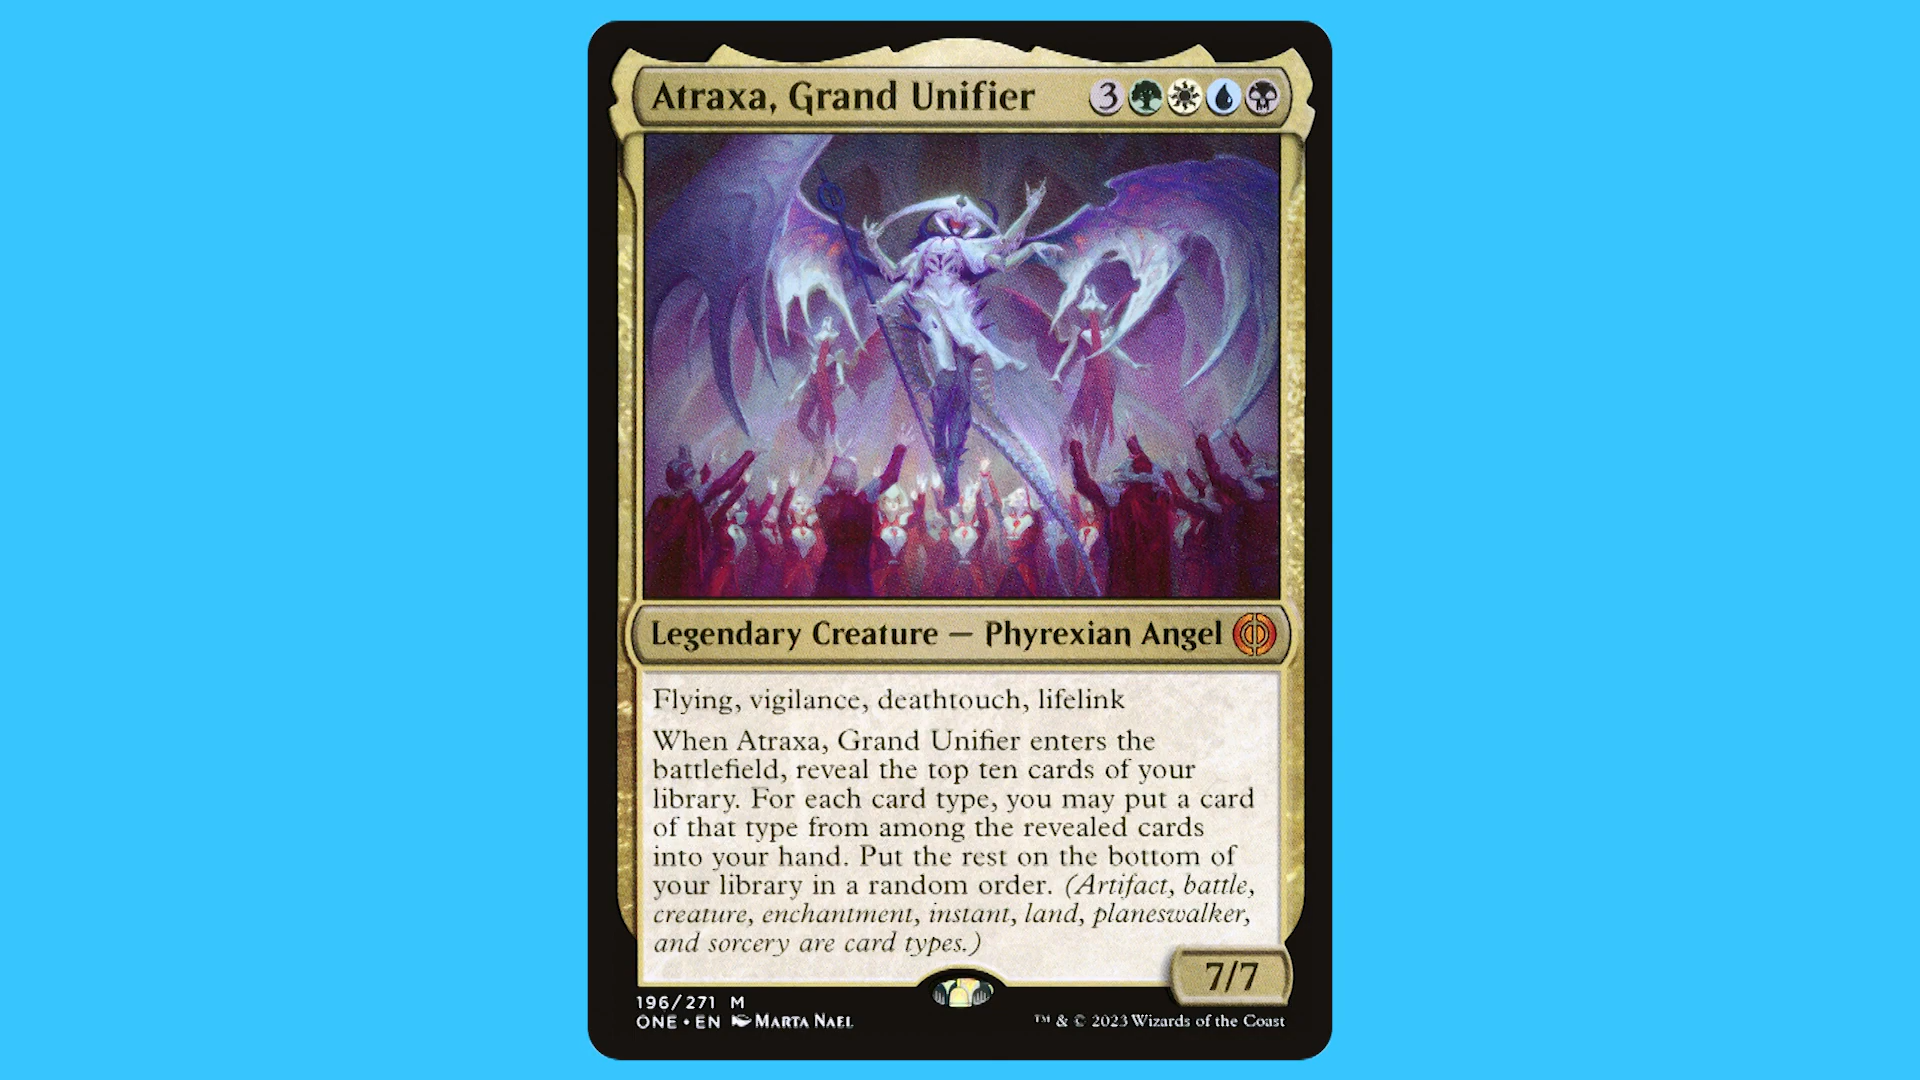 Atraxa, Grand Unifier 3
Legendary Creature — Phyrexian Angel
Flying, vigilance, deathtouch, lifelink
When Atraxa, Grand Unifier enters the
battlefield, reveal the top ten cards of your
library. For each card type, you may put a card
of that type from among the revealed cards
into your hand. Put the rest on the bottom of
your library in a random order. (Artifact, battle,
creature, enchantment, instant, land, planeswalker,
and sorcery are card types.)
7/7
196/271 M
ONE • EN Marta Nael
™ & © 2023 Wizards of the Coast